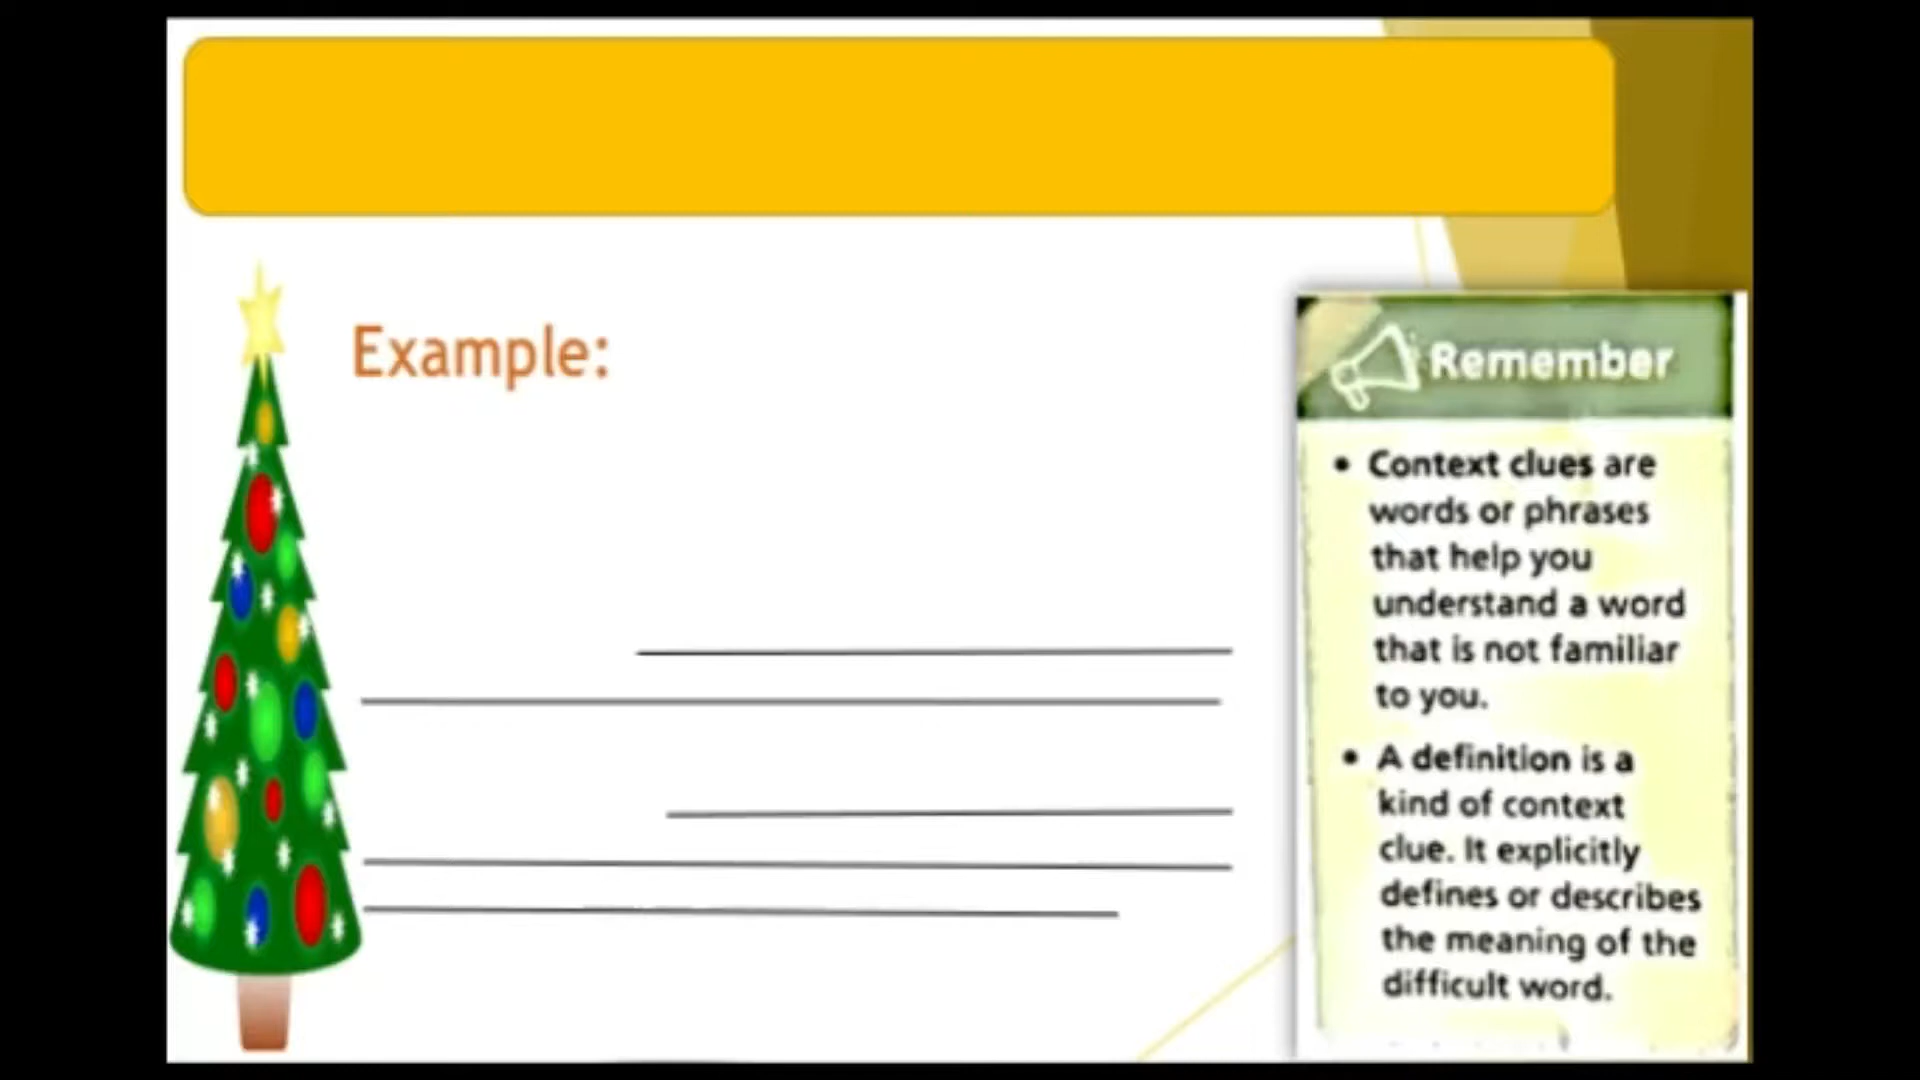 Example:
Remember
• Context clues are
words or phrases
that help you
understand a word
that is not familiar
to you.
• A definition is a
kind of context
clue. It explicitly
defines or describes
the meaning of the
difficult word.